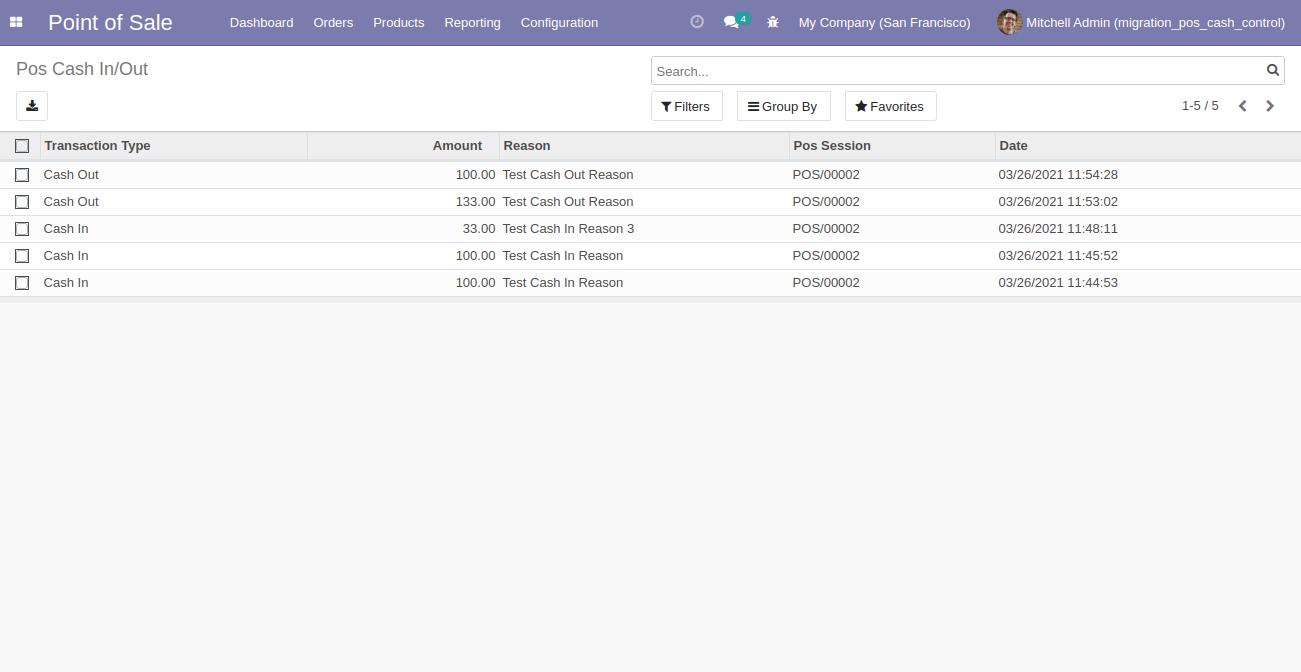 Point of Sale Dashboard Orders Products Reporting Configuration 4 My Company (San Francisco) Mitchell Admin (migration_pos_cash_control)
Pos Cash In/Out
Search...
Filters Group By Favorites 1-5 / 5
Transaction Type Amount Reason Pos Session Date
Cash Out 100.00 Test Cash Out Reason POS/00002 03/26/2021 11:54:28
Cash Out 133.00 Test Cash Out Reason POS/00002 03/26/2021 11:53:02
Cash In 33.00 Test Cash In Reason 3 POS/00002 03/26/2021 11:48:11
Cash In 100.00 Test Cash In Reason POS/00002 03/26/2021 11:45:52
Cash In 100.00 Test Cash In Reason POS/00002 03/26/2021 11:44:53